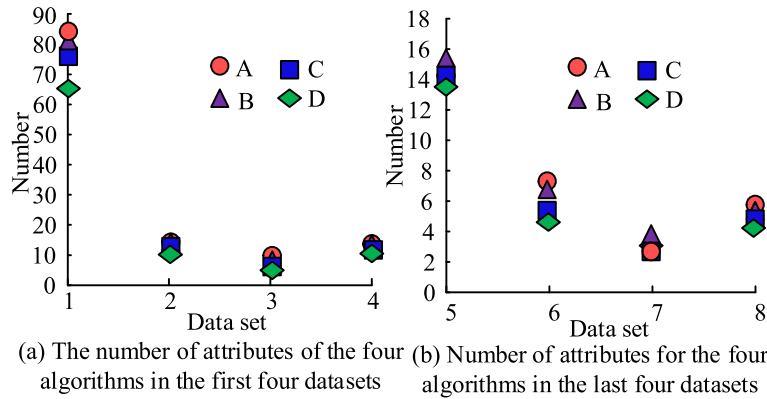 90
80
70
60
50
40
30
20
10
0
Number
A
B
C
D
1
2
3
4
Data set
(a) The number of attributes of the four
algorithms in the first four datasets
18
16
14
12
10
8
6
4
2
0
Number
A
B
C
D
5
6
7
8
Data set
(b) Number of attributes for the four
algorithms in the last four datasets